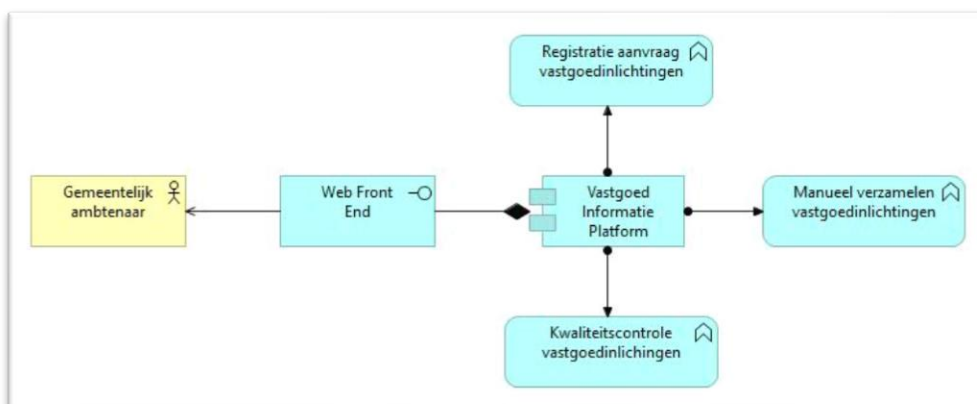 Registratie aanvraag
vastgoedinlichtingen
Gemeentelijk
ambtenaar
Web Front
End
Vastgoed
Informatie
Platform
Manueel verzamelen
vastgoedinlichtingen
Kwaliteitscontrole
vastgoedinlichingen